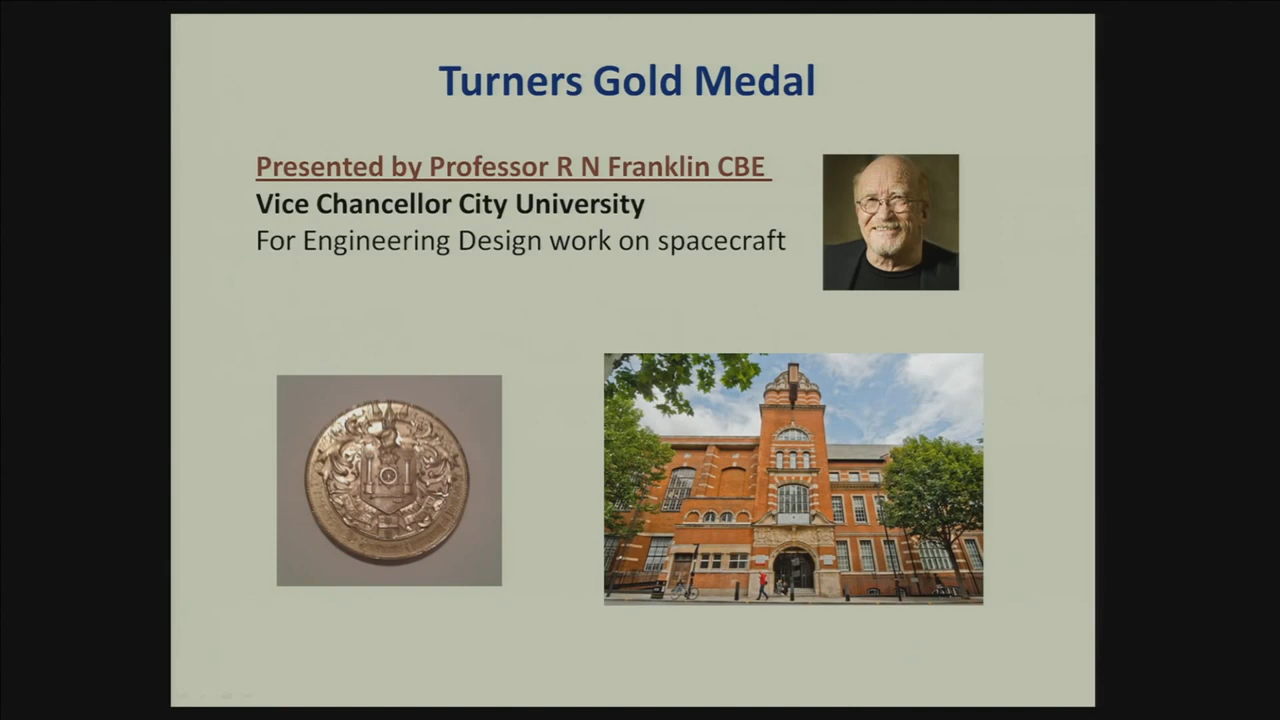 Turners Gold Medal
Presented by Professor R N Franklin CBE
Vice Chancellor City University
For Engineering Design work on spacecraft